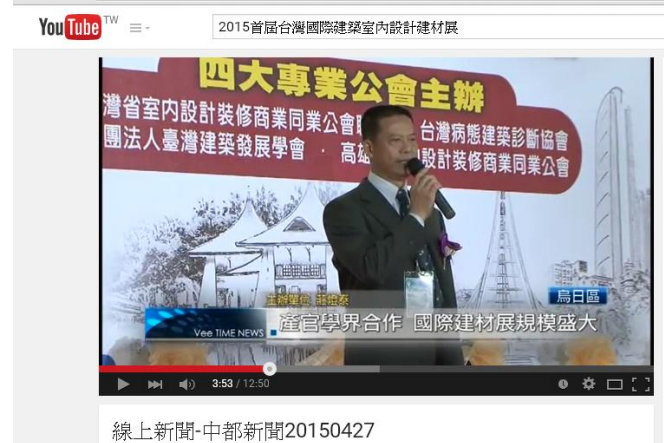 YouTube TW
2015首屆台灣國際建築室內設計建材展
四大專業公會主辦
灣省室內設計裝修商業同業公會
台灣病態建築診斷協會
團法人臺灣建築發展學會 · 高
設計裝修商業同業公會
烏日區
主辦單位
Vee TIME NEWS
產官學界合作 國際建材展規模盛大
3:53 / 12:50
線上新聞-中都新聞20150427